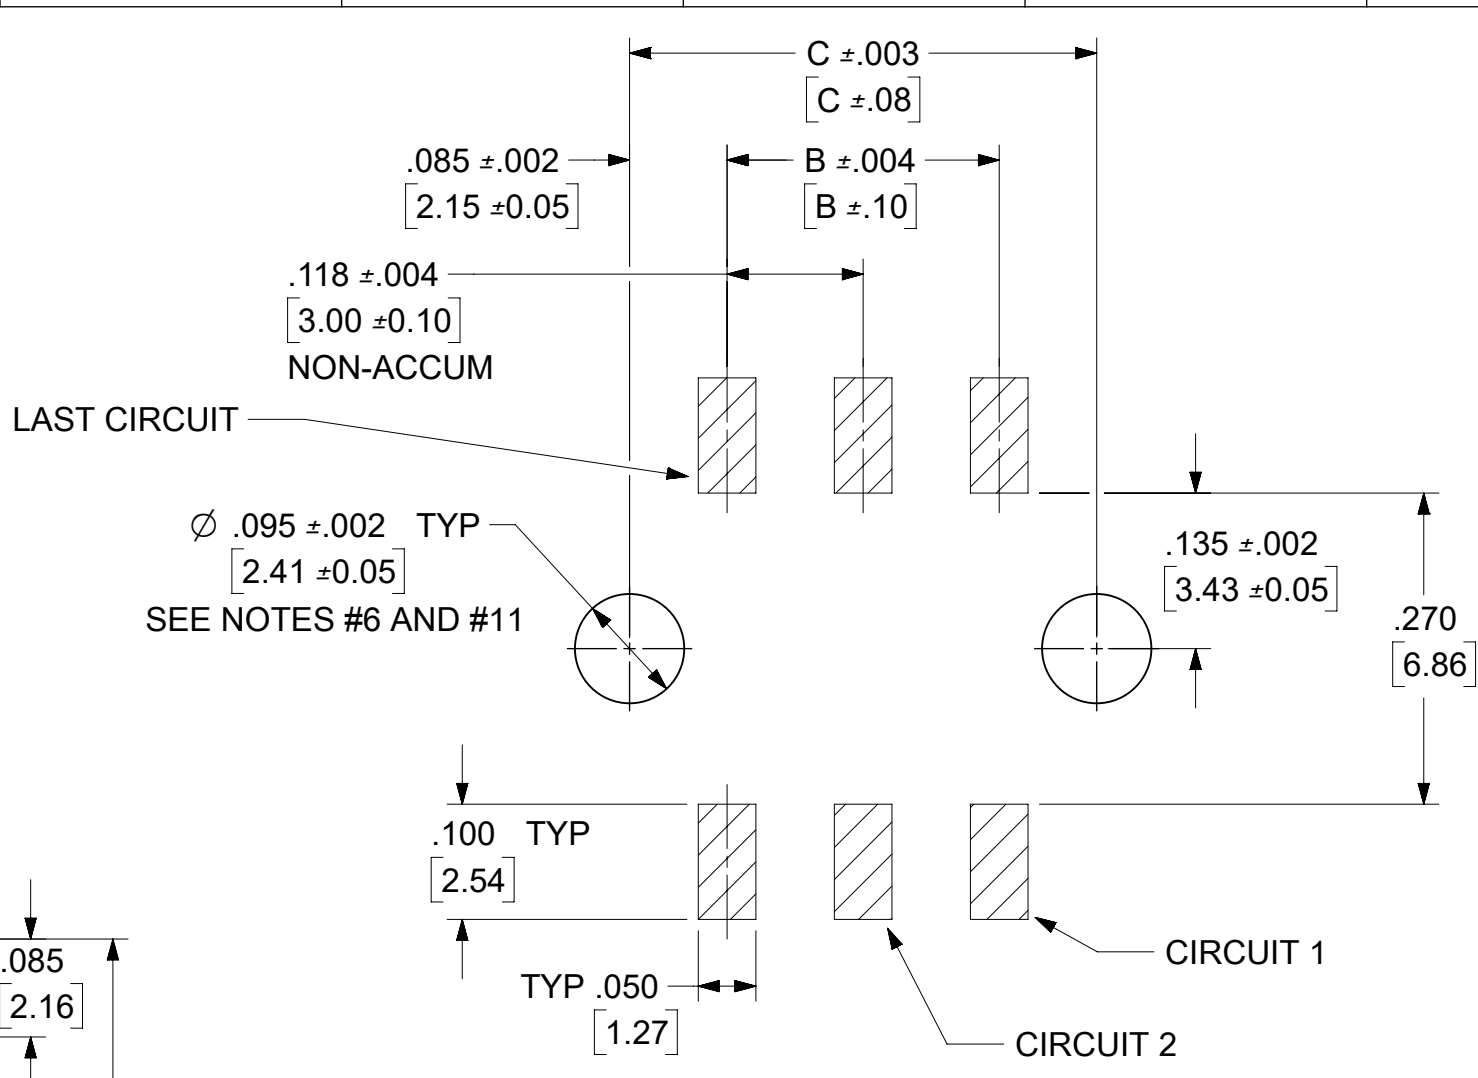 C ±.003
[C ±.08]
.085 ±.002
[2.15 ±0.05]
B ±.004
[B ±.10]
.118 ±.004
[3.00 ±0.10]
NON-ACCUM
LAST CIRCUIT
Ø .095 ±.002 TYP
[2.41 ±0.05]
SEE NOTES #6 AND #11
.135 ±.002
[3.43 ±0.05]
.270
[6.86]
.100 TYP
[2.54]
CIRCUIT 1
.085
[2.16]
TYP .050
[1.27]
CIRCUIT 2